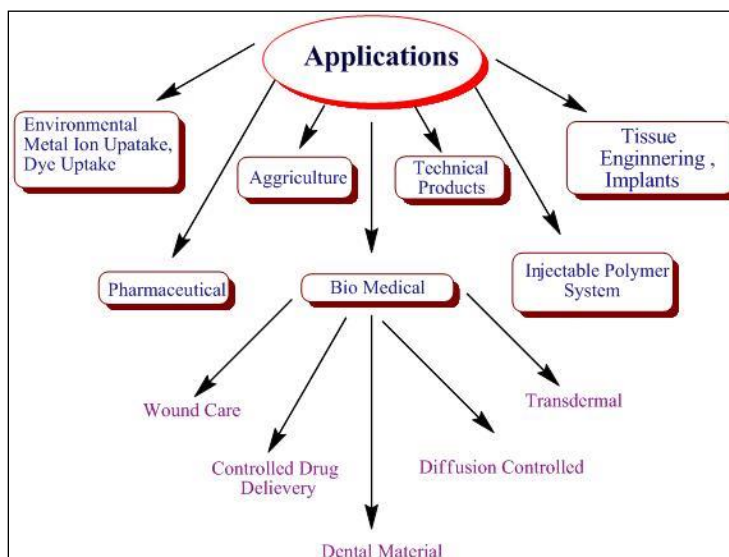 Applications
Environmental
Metal Ion Upatake,
Dye Uptake
Aggriculture
Technical
Products
Tissue
Enginnering ,
Implants
Pharmaceutical
Bio Medical
Injectable Polymer
System
Wound Care
Transdermal
Controlled Drug
Delievery
Diffusion Controlled
Dental Material